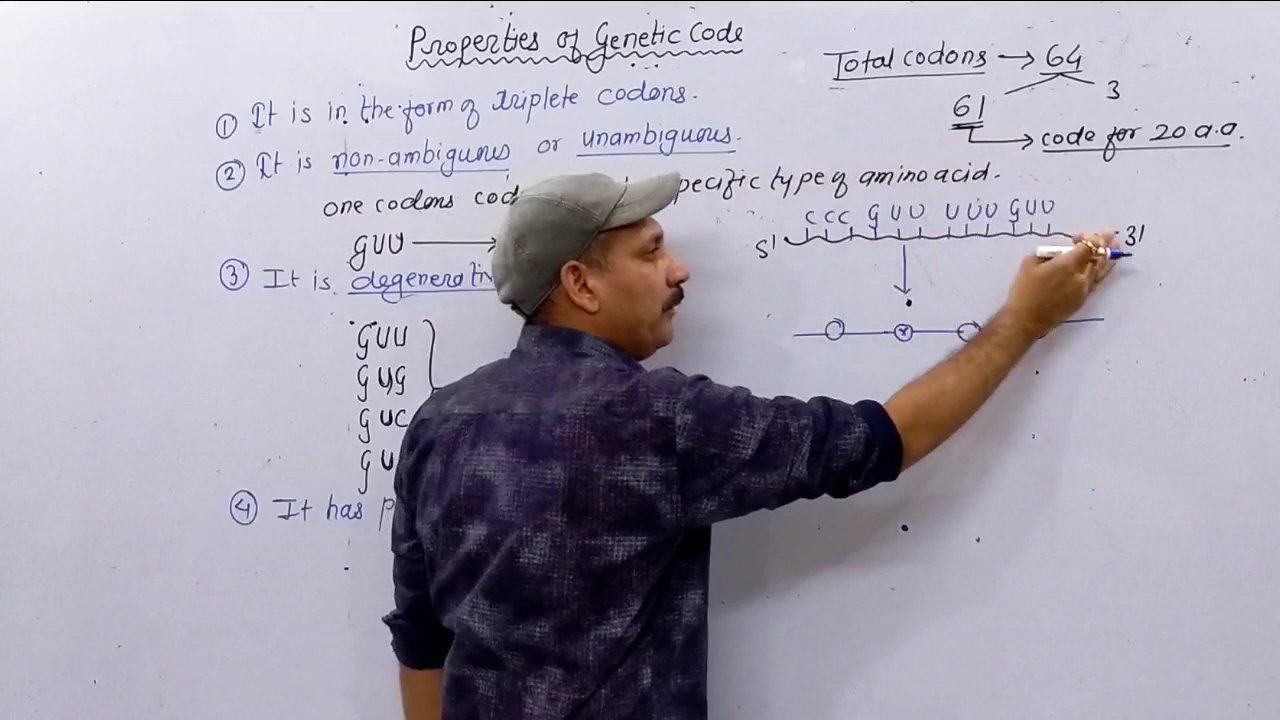 Properties of Genetic Code
Total codons → 64
61 3
code for 20 a.a.
① It is in the form of triplete codons.
② It is non-ambiguous or unambiguous.
one codons cod pecific type of amino acid.
GUU →
CCC GUU UUU GUU
5' 3'
③ It is degenerativ
GUU
GUG
GUC
GU
④ It has p